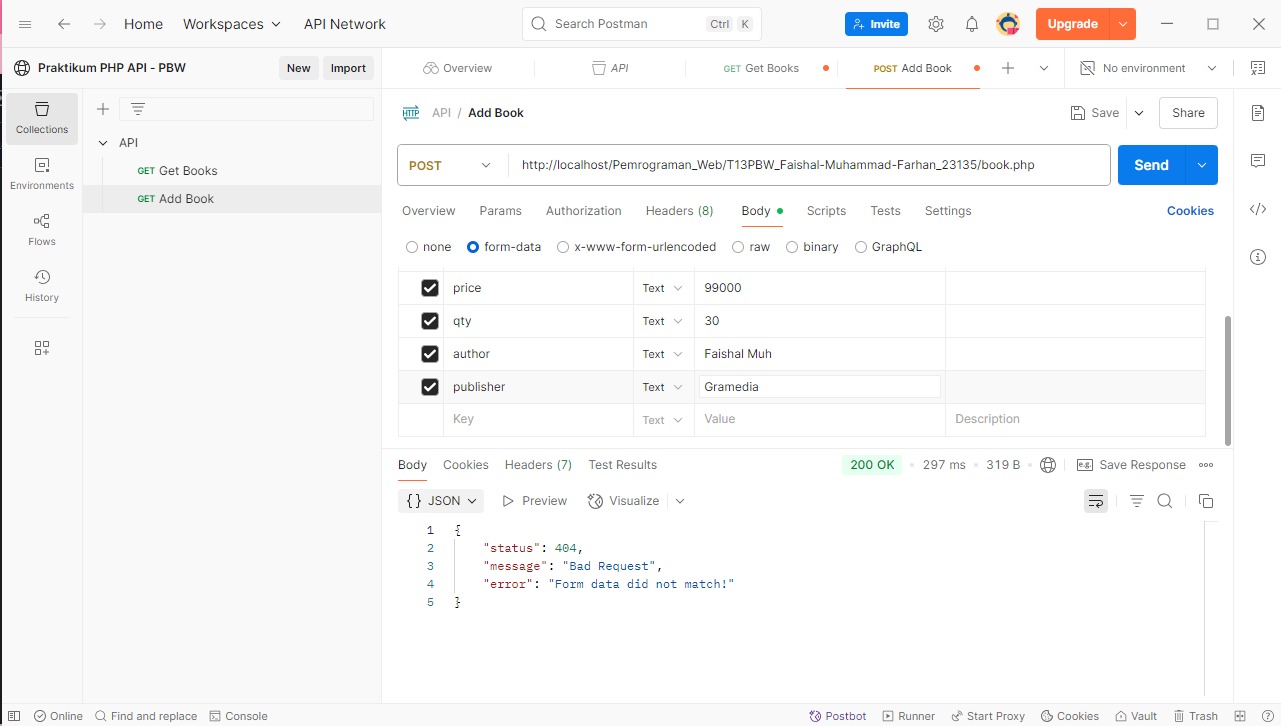 Home Workspaces API Network Search Postman Ctrl K Invite Upgrade
Praktikum PHP API - PBW New Import Overview API GET Get Books POST Add Book No environment
Collections
Environments
Flows
History
API
GET Get Books
GET Add Book
HTTP API / Add Book Save Share
POST http://localhost/Pemrograman_Web/T13PBW_Faishal-Muhammad-Farhan_23135/book.php Send
Overview Params Authorization Headers (8) Body Scripts Tests Settings Cookies
none form-data x-www-form-urlencoded raw binary GraphQL
price Text 99000
qty Text 30
author Text Faishal Muh
publisher Text Gramedia
Key Text Value Description
Body Cookies Headers (7) Test Results 200 OK 297 ms 319 B e.g. Save Response
{} JSON Preview Visualize
1 {
2 "status": 404,
3 "message": "Bad Request",
4 "error": "Form data did not match!"
5 }
Online Find and replace Console Postbot Runner Start Proxy Cookies Vault Trash